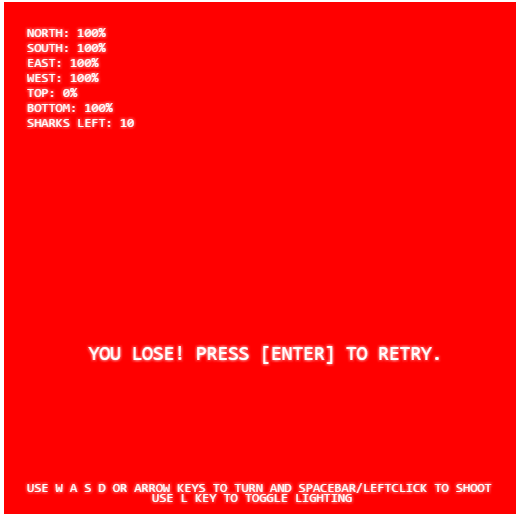 NORTH: 100%
SOUTH: 100%
EAST: 100%
WEST: 100%
TOP: 0%
BOTTOM: 100%
SHARKS LEFT: 10
YOU LOSE! PRESS [ENTER] TO RETRY.
USE W A S D OR ARROW KEYS TO TURN AND SPACEBAR/LEFTCLICK TO SHOOT
USE L KEY TO TOGGLE LIGHTING